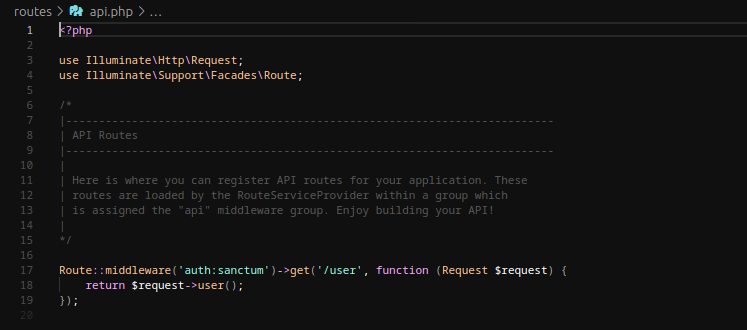 routes > api.php > ...
1 <?php
2
3 use Illuminate\Http\Request;
4 use Illuminate\Support\Facades\Route;
5
6 /*
7 |--------------------------------------------------------------------------
8 | API Routes
9 |--------------------------------------------------------------------------
10 |
11 | Here is where you can register API routes for your application. These
12 | routes are loaded by the RouteServiceProvider within a group which
13 | is assigned the "api" middleware group. Enjoy building your API!
14 |
15 */
16
17 Route::middleware('auth:sanctum')->get('/user', function (Request $request) {
18     return $request->user();
19 });
20